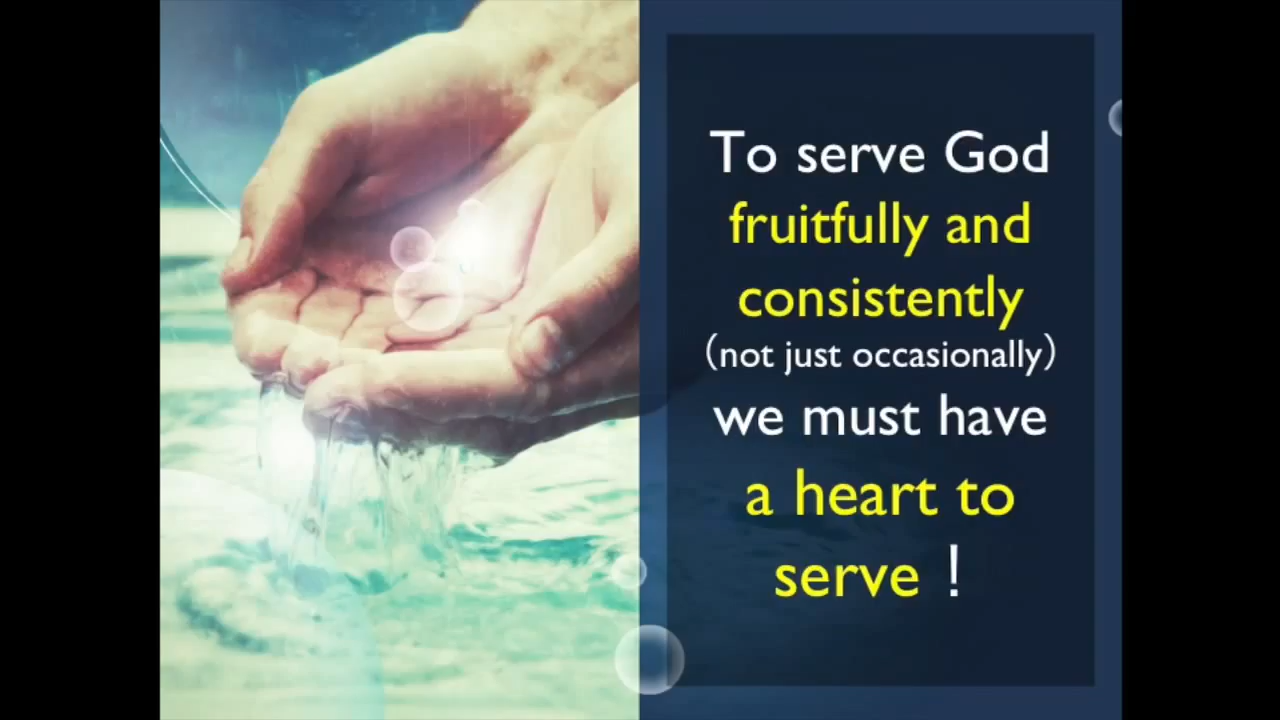 To serve God
fruitfully and
consistently
（not just occasionally）
we must have
a heart to
serve！